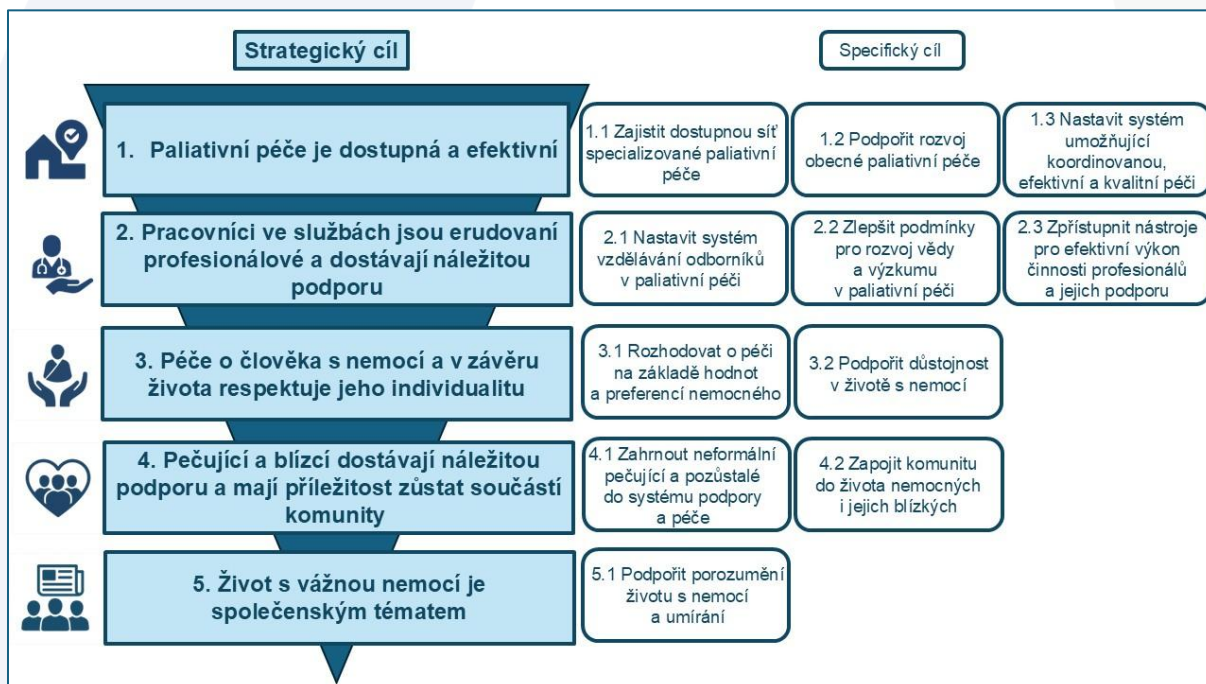 Strategický cíl
Specifický cíl
1. Paliativní péče je dostupná a efektivní
1.1 Zajistit dostupnou síť
specializované paliativní
péče
1.2 Podpořit rozvoj
obecné paliativní péče
1.3 Nastavit systém
umožňující
koordinovanou,
efektivní a kvalitní péči
2. Pracovníci ve službách jsou erudovaní
profesionálové a dostávají náležitou
podporu
2.1 Nastavit systém
vzdělávání odborníků
v paliativní péči
2.2 Zlepšit podmínky
pro rozvoj vědy
a výzkumu
v paliativní péči
2.3 Zpřístupnit nástroje
pro efektivní výkon
činnosti profesionálů
a jejich podporu
3. Péče o člověka s nemocí a v závěru
života respektuje jeho individualitu
3.1 Rozhodovat o péči
na základě hodnot
a preferencí nemocného
3.2 Podpořit důstojnost
v životě s nemocí
4. Pečující a blízcí dostávají náležitou
podporu a mají příležitost zůstat součástí
komunity
4.1 Zahrnout neformální
pečující a pozůstalé
do systému podpory
a péče
4.2 Zapojit komunitu
do života nemocných
i jejich blízkých
5. Život s vážnou nemocí je
společenským tématem
5.1 Podpořit porozumění
životu s nemocí
a umírání